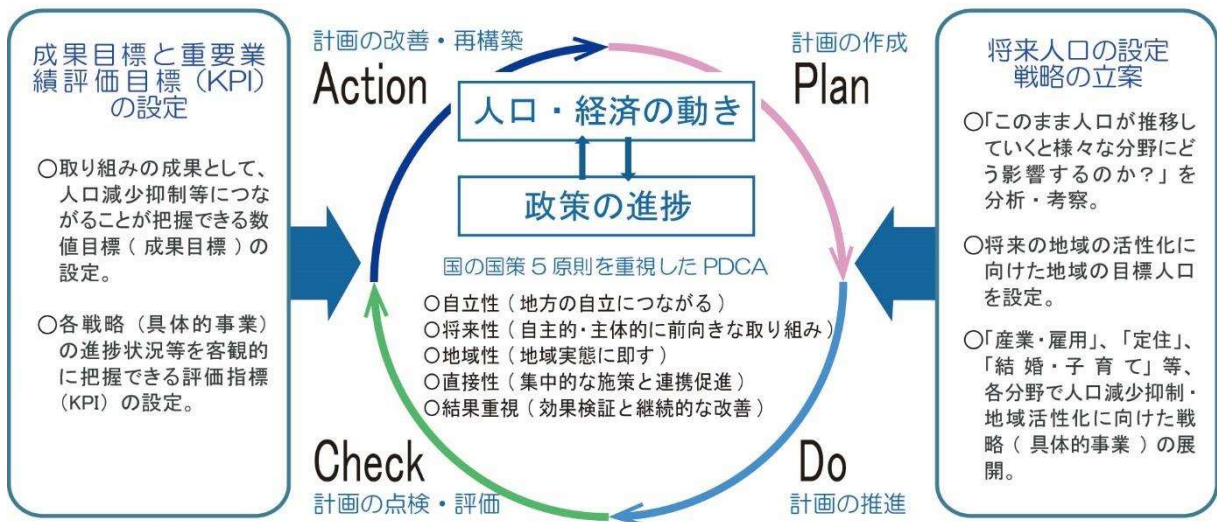 成果目標と重要業
績評価目標（KPI）
の設定
○取り組みの成果として、
人口減少抑制等につな
がることが把握できる数
値目標（成果目標）の
設定。
○各戦略（具体的事業）
の進捗状況等を客観的
に把握できる評価指標
（KPI）の設定。
計画の改善・再構築
Action
計画の作成
Plan
人口・経済の動き
政策の進捗
国の国策５原則を重視した PDCA
○自立性（地方の自立につながる）
○将来性（自主的・主体的に前向きな取り組み）
○地域性（地域実態に即す）
○直接性（集中的な施策と連携促進）
○結果重視（効果検証と継続的な改善）
Check
計画の点検・評価
Do
計画の推進
将来人口の設定
戦略の立案
○「このまま人口が推移し
ていくと様々な分野にど
う影響するのか？」を
分析・考察。
○将来の地域の活性化に
向けた地域の目標人口
を設定。
○「産業・雇用」、「定住」、
「結婚・子育て」等、
各分野で人口減少抑制・
地域活性化に向けた戦
略（具体的事業）の展
開。